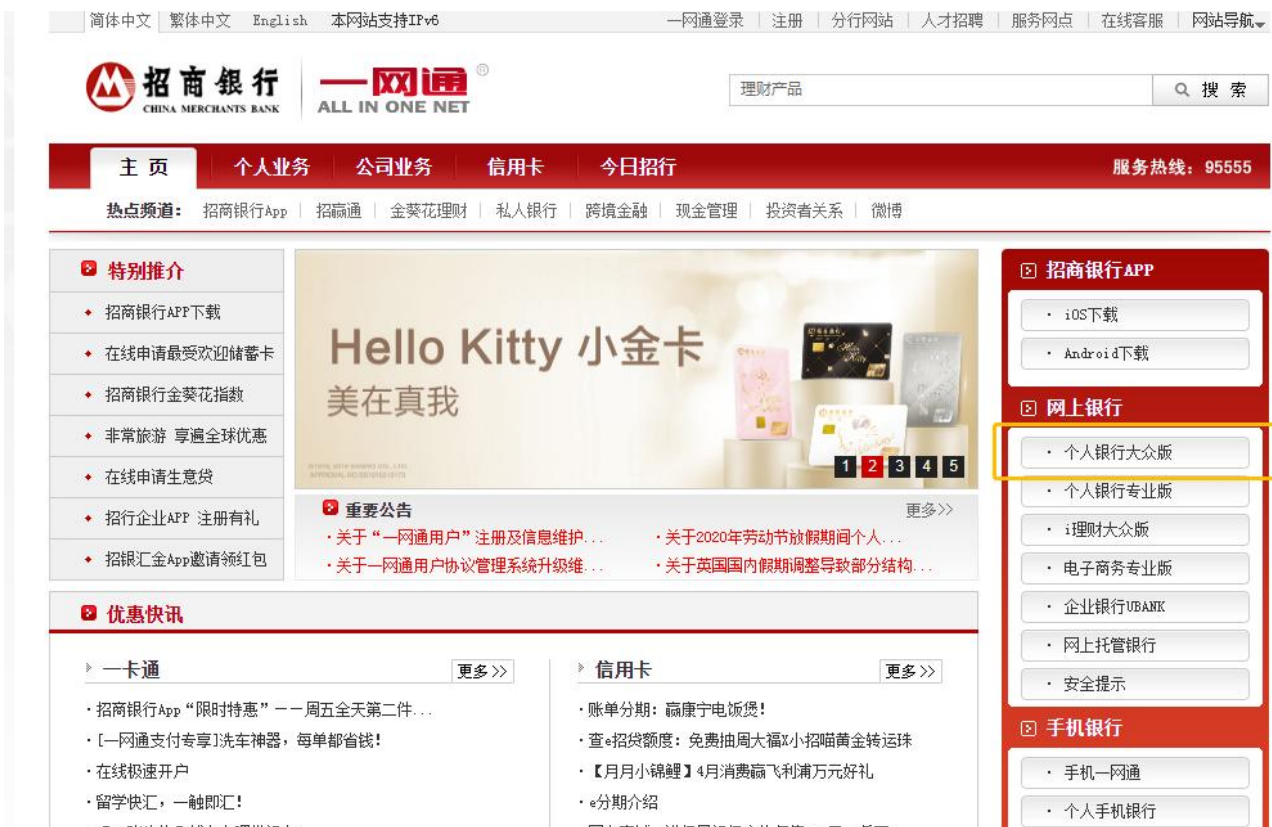 简体中文 繁体中文 English 本网站支持IPv6 一网通登录 注册 分行网站 人才招聘 服务网点 在线客服 网站导航
招商银行
CHINA MERCHANTS BANK
一网通®
ALL IN ONE NET
理财产品 搜 索
主 页 个人业务 公司业务 信用卡 今日招行 服务热线：95555
热点频道： 招商银行App 招赢通 金葵花理财 私人银行 跨境金融 现金管理 投资者关系 微博
特别推介
招商银行APP下载
在线申请最受欢迎储蓄卡
招商银行金葵花指数
非常旅游 享遍全球优惠
在线申请生意贷
招行企业APP 注册有礼
招银汇金App邀请领红包
Hello Kitty 小金卡
美在真我
1 2 3 4 5
重要公告 更多>>
·关于“一网通用户”注册及信息维护...
·关于2020年劳动节放假期间个人...
·关于一网通用户协议管理系统升级维...
·关于英国国内假期调整导致部分结构...
优惠快讯
一卡通 更多>>
·招商银行App“限时特惠”——周五全天第二件...
·[一网通支付专享]洗车神器，每单都省钱！
·在线极速开户
·留学快汇，一触即汇！
信用卡 更多>>
·账单分期：赢康宁电饭煲！
·查e招贷额度：免费抽周大福X小招喵黄金转运珠
·【月月小锦鲤】4月消费赢飞利浦万元好礼
·e分期介绍
招商银行APP
· iOS下载
· Android下载
网上银行
· 个人银行大众版
· 个人银行专业版
· i理财大众版
· 电子商务专业版
· 企业银行UBANK
· 网上托管银行
· 安全提示
手机银行
· 手机一网通
· 个人手机银行